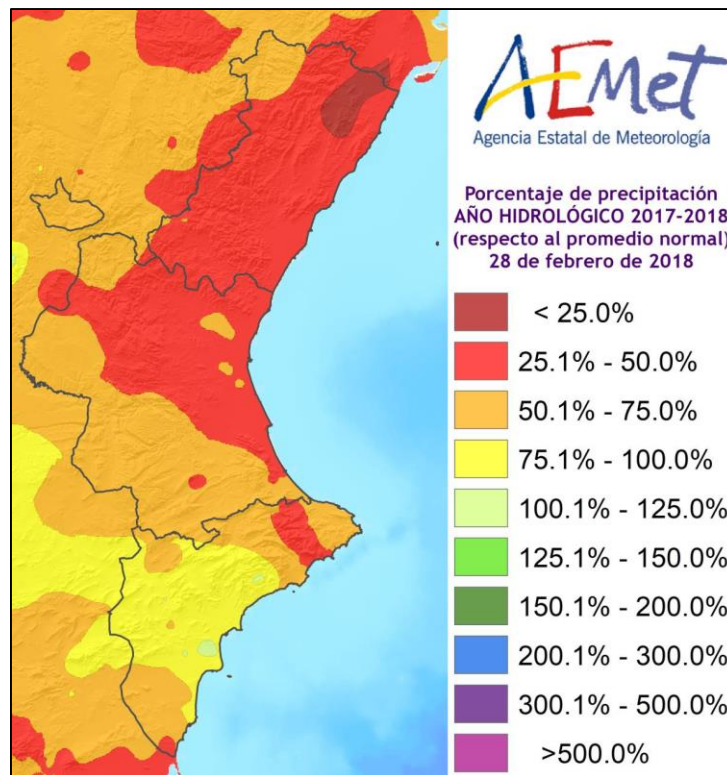 AEMet
Agencia Estatal de Meteorología
Porcentaje de precipitación
AÑO HIDROLÓGICO 2017-2018
(respecto al promedio normal)
28 de febrero de 2018
< 25.0%
25.1% - 50.0%
50.1% - 75.0%
75.1% - 100.0%
100.1% - 125.0%
125.1% - 150.0%
150.1% - 200.0%
200.1% - 300.0%
300.1% - 500.0%
>500.0%